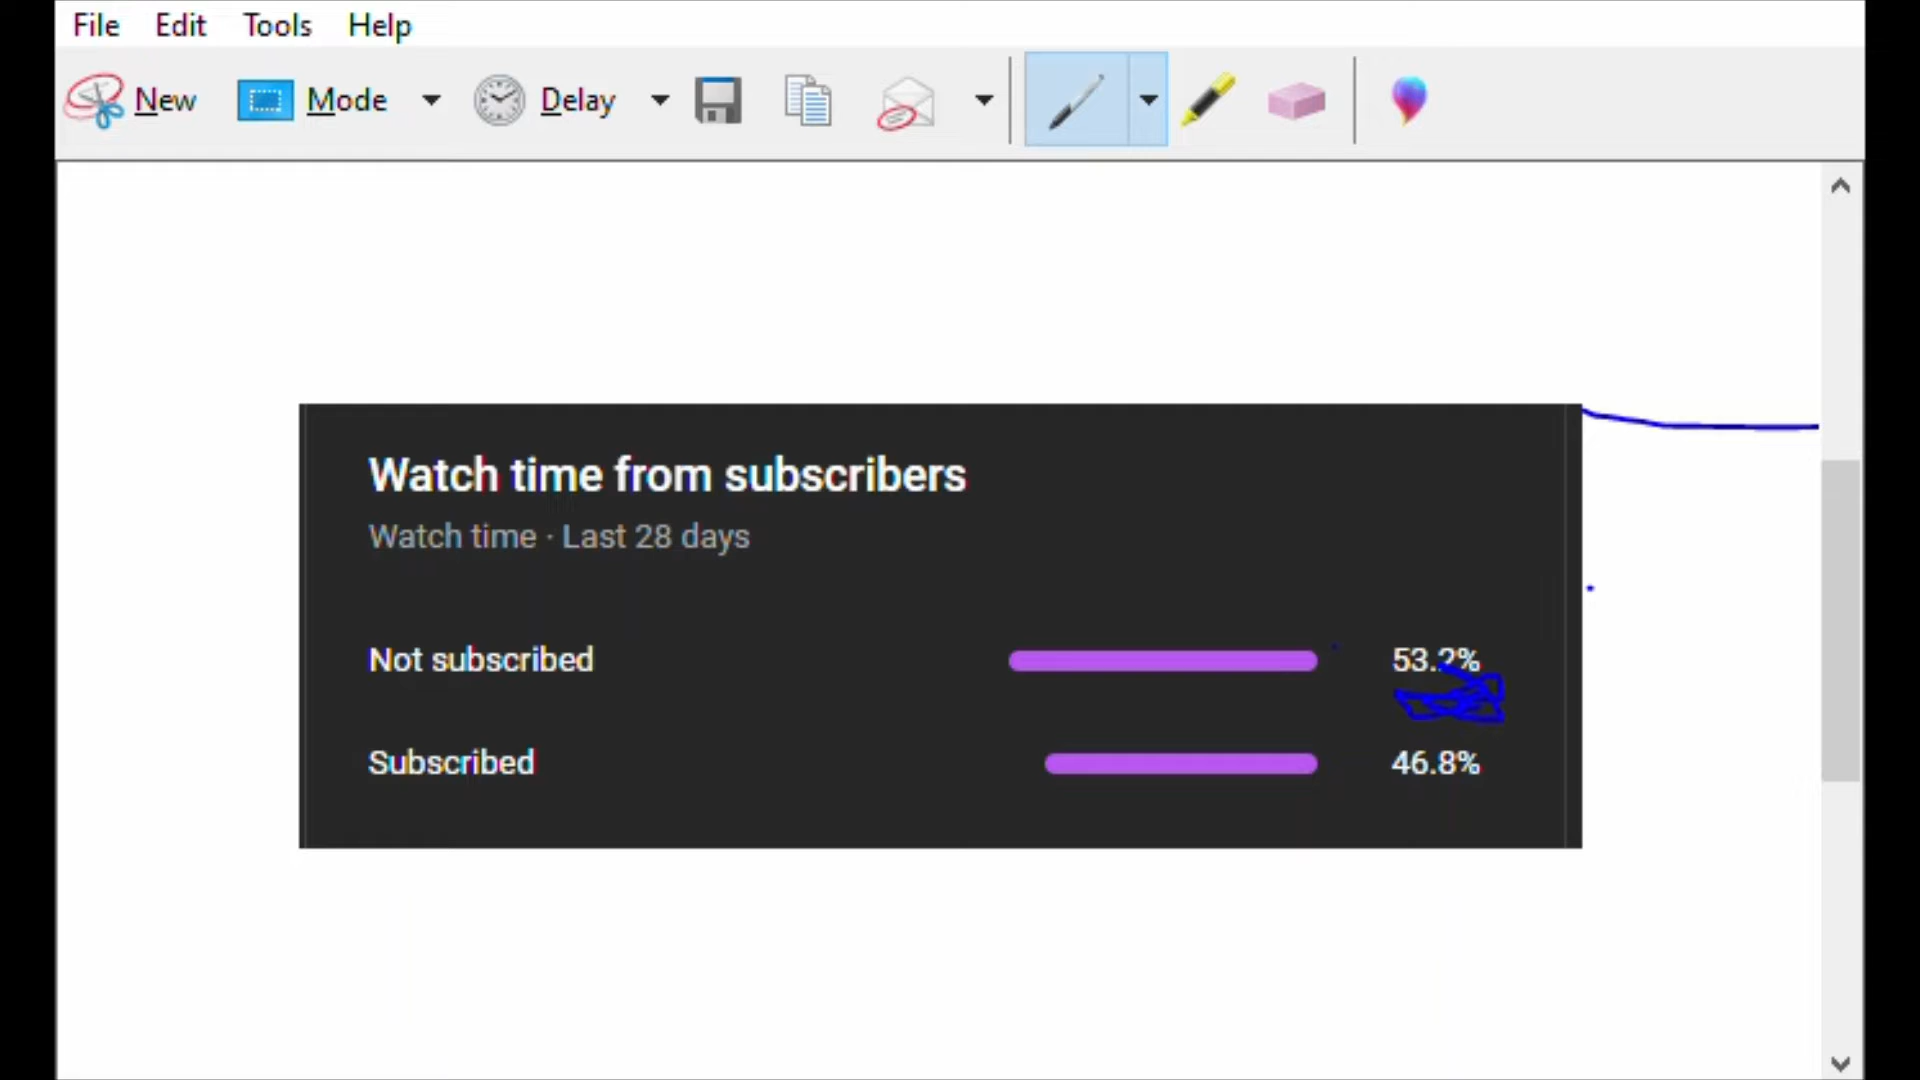 File Edit Tools Help
New Mode Delay
Watch time from subscribers
Watch time · Last 28 days
Not subscribed 53.2%
Subscribed 46.8%